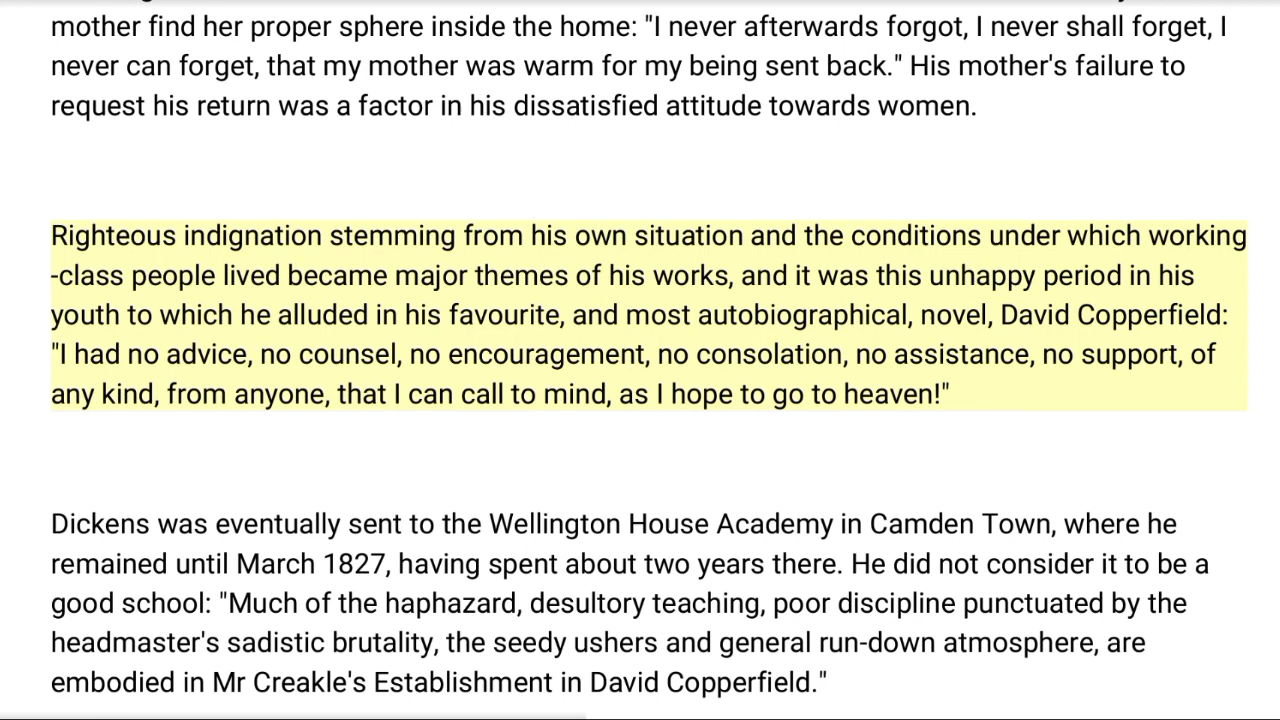 mother find her proper sphere inside the home: "I never afterwards forgot, I never shall forget, I
never can forget, that my mother was warm for my being sent back." His mother's failure to
request his return was a factor in his dissatisfied attitude towards women.
Righteous indignation stemming from his own situation and the conditions under which working
-class people lived became major themes of his works, and it was this unhappy period in his
youth to which he alluded in his favourite, and most autobiographical, novel, David Copperfield:
"I had no advice, no counsel, no encouragement, no consolation, no assistance, no support, of
any kind, from anyone, that I can call to mind, as I hope to go to heaven!"
Dickens was eventually sent to the Wellington House Academy in Camden Town, where he
remained until March 1827, having spent about two years there. He did not consider it to be a
good school: "Much of the haphazard, desultory teaching, poor discipline punctuated by the
headmaster's sadistic brutality, the seedy ushers and general run-down atmosphere, are
embodied in Mr Creakle's Establishment in David Copperfield."